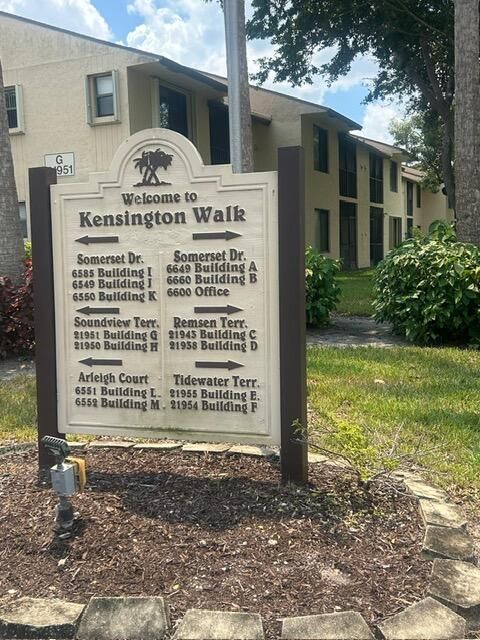 G
951
Welcome to
Kensington Walk
Somerset Dr.
6585 Building I
6549 Building J
6550 Building K
Soundview Terr.
21951 Building G
21950 Building H
Arleigh Court
6551 Building L
6552 Building M
Somerset Dr.
6649 Building A
6660 Building B
6600 Office
Remsen Terr.
21943 Building C
21938 Building D
Tidewater Terr.
21955 Building E
21954 Building F